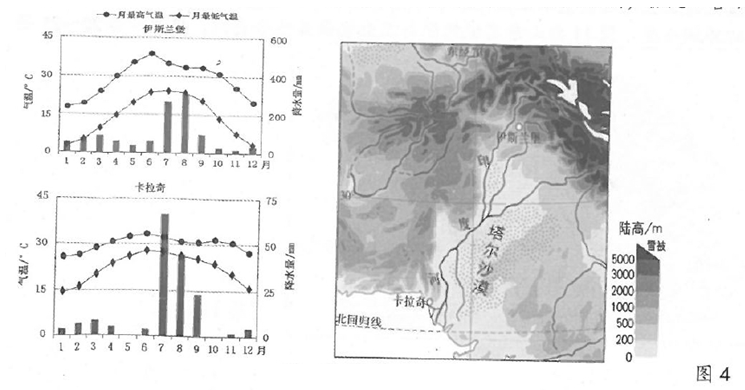 月最高气温 月最低气温
伊斯兰堡
气温/°C
降水量/mm
45
30
15
0
600
400
200
0
1 2 3 4 5 6 7 8 9 10 11 12 月
卡拉奇
气温/°C
降水量/mm
45
30
15
0
75
50
25
0
1 2 3 4 5 6 7 8 9 10 11 12 月
伊斯兰堡
印
度
河
塔尔沙漠
30
卡拉奇
北回归线
陆高/m
雪被
5000
3000
2000
1000
500
200
0
图 4